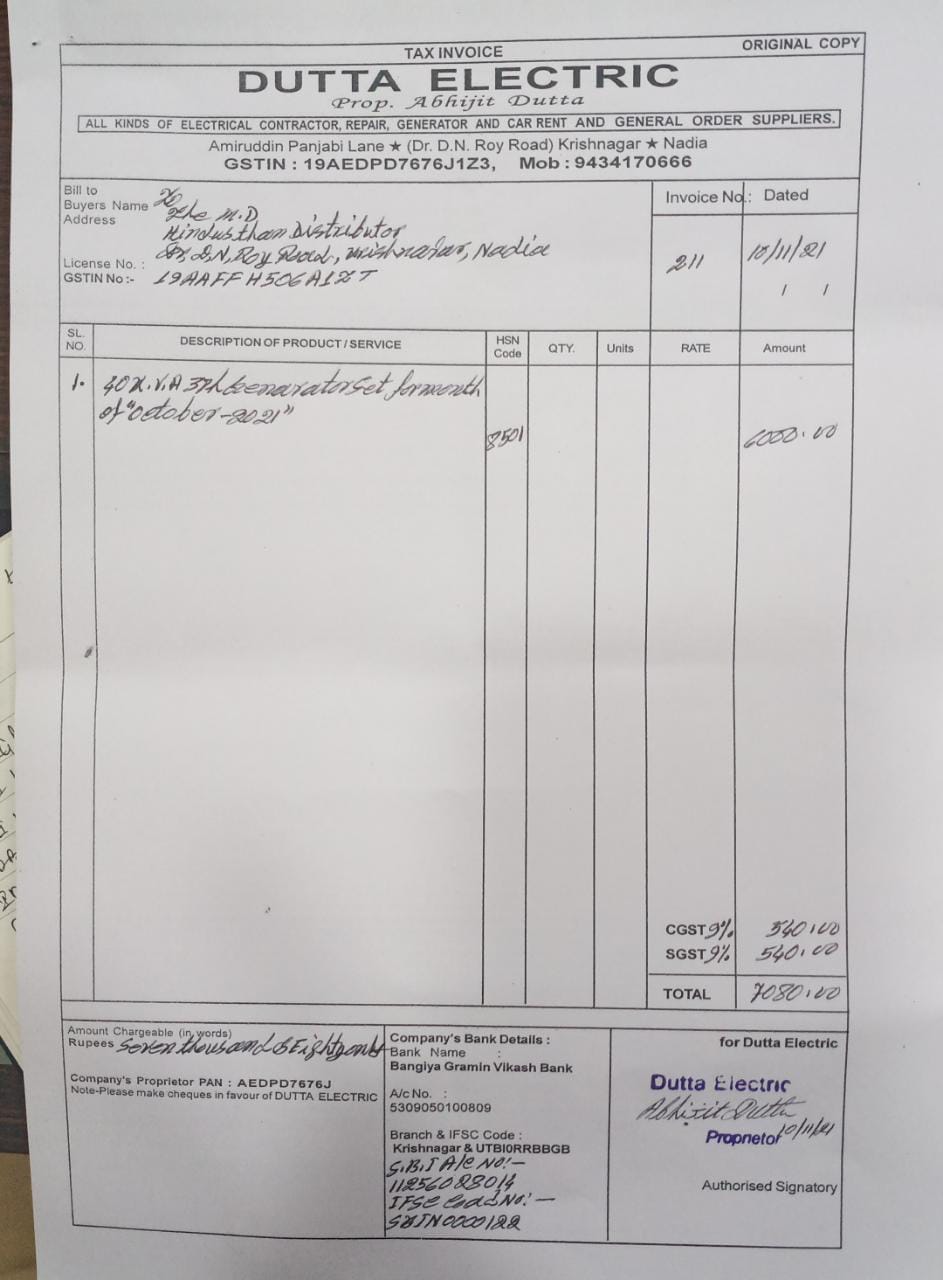 TAX INVOICE
ORIGINAL COPY
DUTTA ELECTRIC
Prop. Abhijit Dutta
ALL KINDS OF ELECTRICAL CONTRACTOR, REPAIR, GENERATOR AND CAR RENT AND GENERAL ORDER SUPPLIERS.
Amiruddin Panjabi Lane ★ (Dr. D.N. Roy Road) Krishnagar ★ Nadia
GSTIN : 19AEDPD7676J1Z3, Mob : 9434170666
Bill to
Buyers Name
Address
The M.D
Hindusthan Distributor
Dr. D.N. Roy Road, Krishnagar, Nadia
License No. :
GSTIN No :- 19AAFFH506A1ZT
Invoice No.: Dated
211 10/11/21
/ /
SL. NO. DESCRIPTION OF PRODUCT / SERVICE HSN Code QTY. Units RATE Amount
1. 40 K.V.A 3Ph Genarator Set for month
of "October-2021"
8501 6000.00
CGST 9% 540.00
SGST 9% 540.00
TOTAL 7080.00
Amount Chargeable (in words)
Rupees Seven thousand & Eighty only
Company's Proprietor PAN : AEDPD7676J
Note-Please make cheques in favour of DUTTA ELECTRIC
Company's Bank Details :
Bank Name :
Bangiya Gramin Vikash Bank
A/c No. :
5309050100809
Branch & IFSC Code :
Krishnagar & UTBI0RRBBGB
S.B.I A/c No:-
11256028014
IFSC Code No:-
SBIN0000122
for Dutta Electric
Dutta Electric
Abhijit Dutta
Proprietor 10/11/21
Authorised Signatory